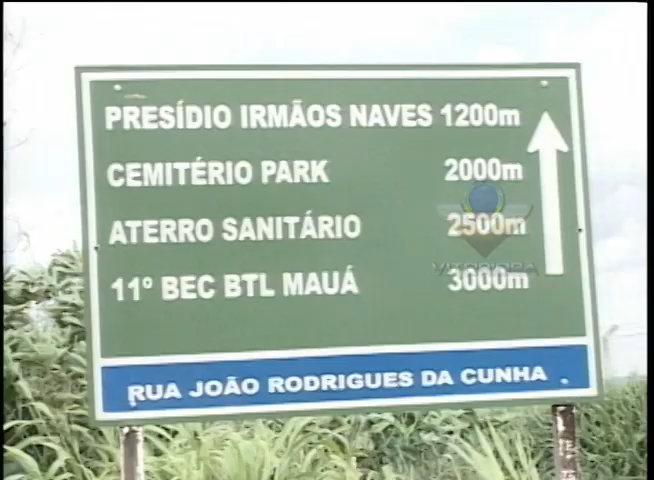 PRESÍDIO IRMÃOS NAVES 1200m
CEMITÉRIO PARK 2000m
ATERRO SANITÁRIO 2500m
11º BEC BTL MAUÁ 3000m
RUA JOÃO RODRIGUES DA CUNHA